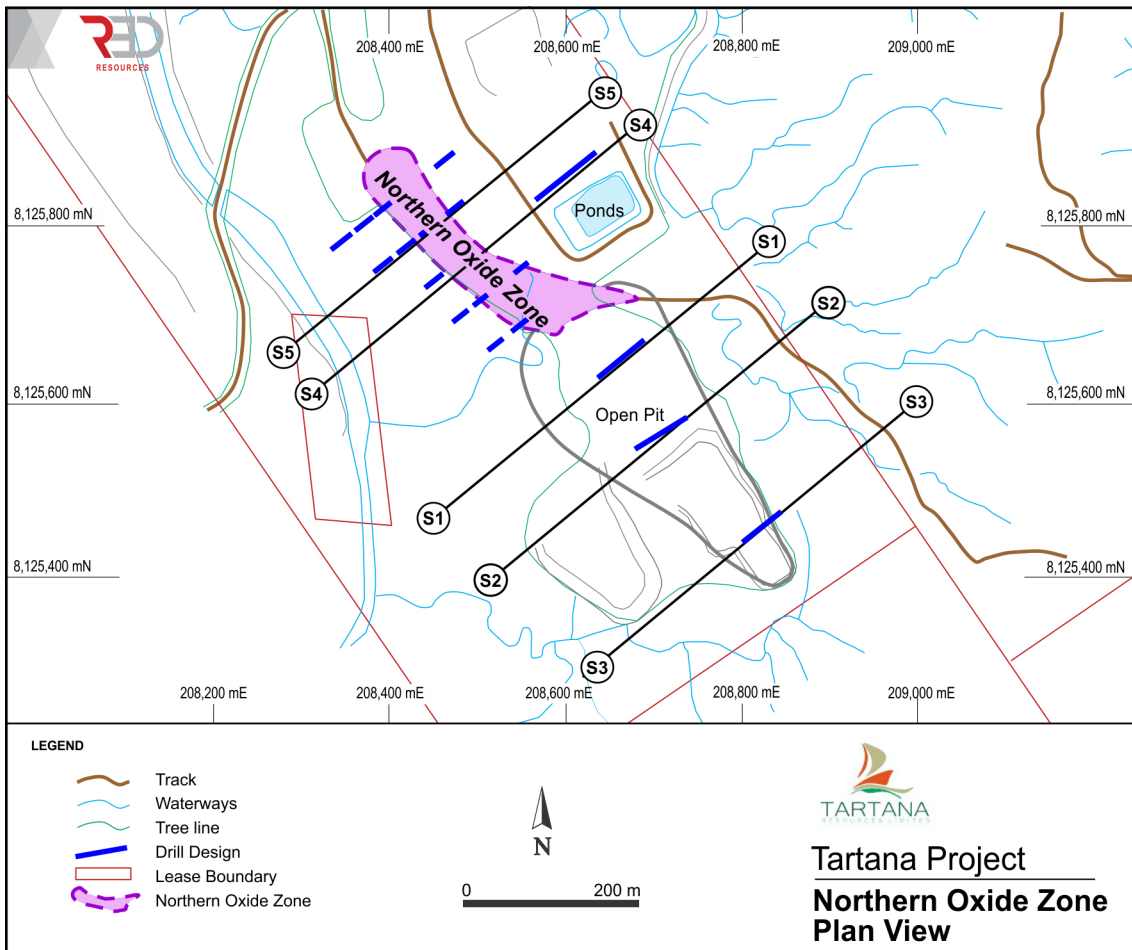 RED
RESOURCES
208,400 mE
208,600 mE
208,800 mE
209,000 mE
S5
S4
8,125,800 mN
Northern Oxide Zone
Ponds
8,125,800 mN
S1
S2
S5
S4
8,125,600 mN
8,125,600 mN
S3
Open Pit
S1
S2
8,125,400 mN
8,125,400 mN
S3
208,200 mE
208,400 mE
208,600 mE
208,800 mE
209,000 mE
LEGEND
Track
Waterways
Tree line
Drill Design
Lease Boundary
Northern Oxide Zone
N
0
200 m
TARTANA
RESOURCES LIMITED
Tartana Project
Northern Oxide Zone
Plan View